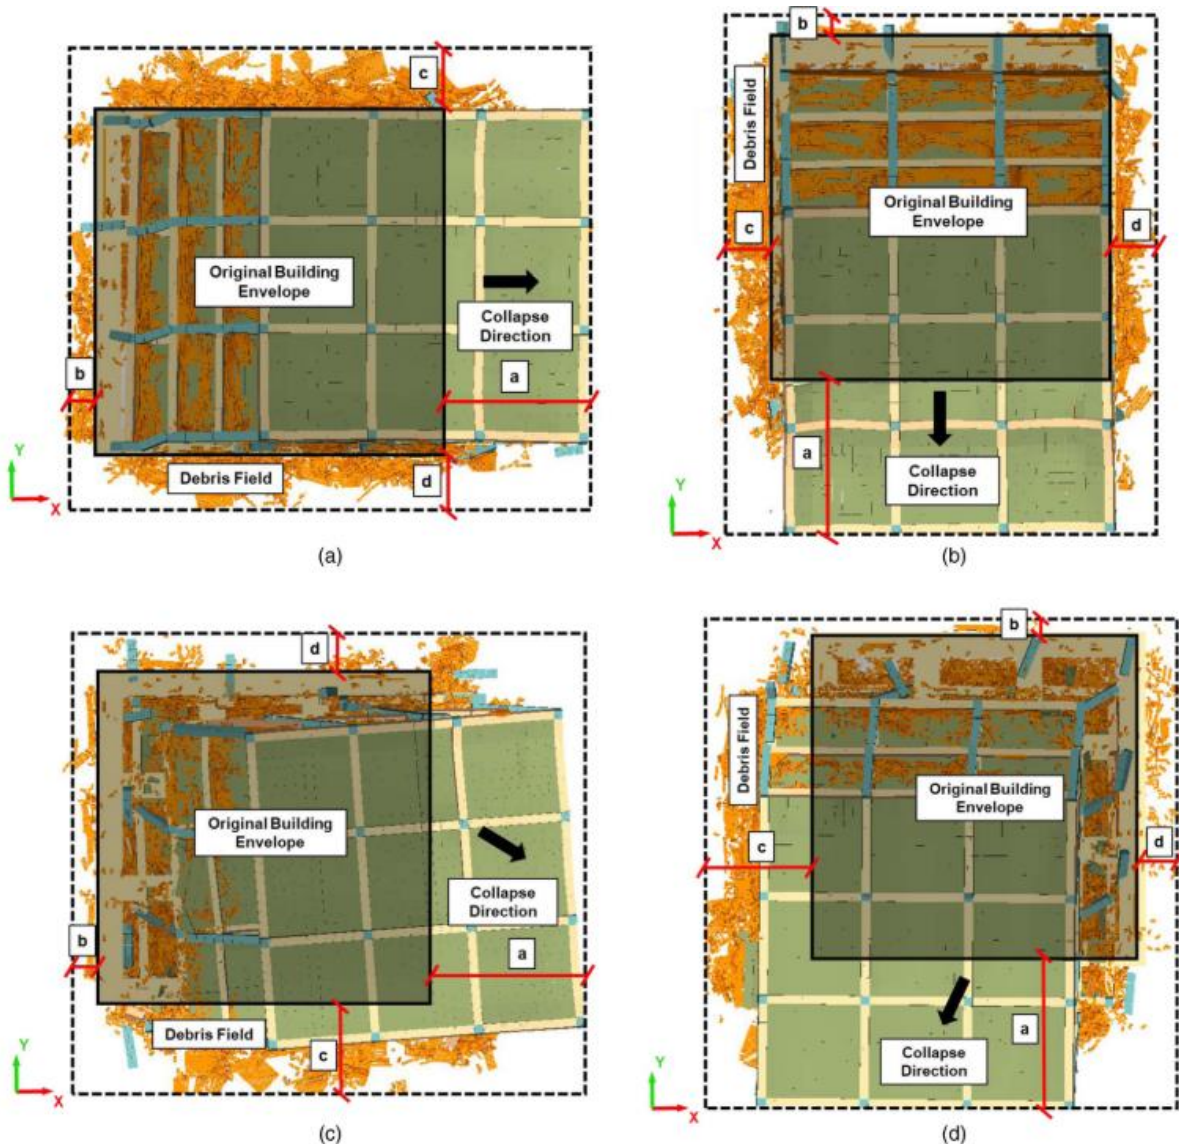 c
Original Building
Envelope
Collapse
Direction
b
a
Debris Field
d
Y
X
(a)
b
Debris Field
Original Building
Envelope
c
d
a
Collapse
Direction
Y
X
(b)
d
Original Building
Envelope
Collapse
Direction
b
a
Debris Field
c
Y
X
(c)
b
Debris Field
Original Building
Envelope
c
d
a
Collapse
Direction
Y
X
(d)